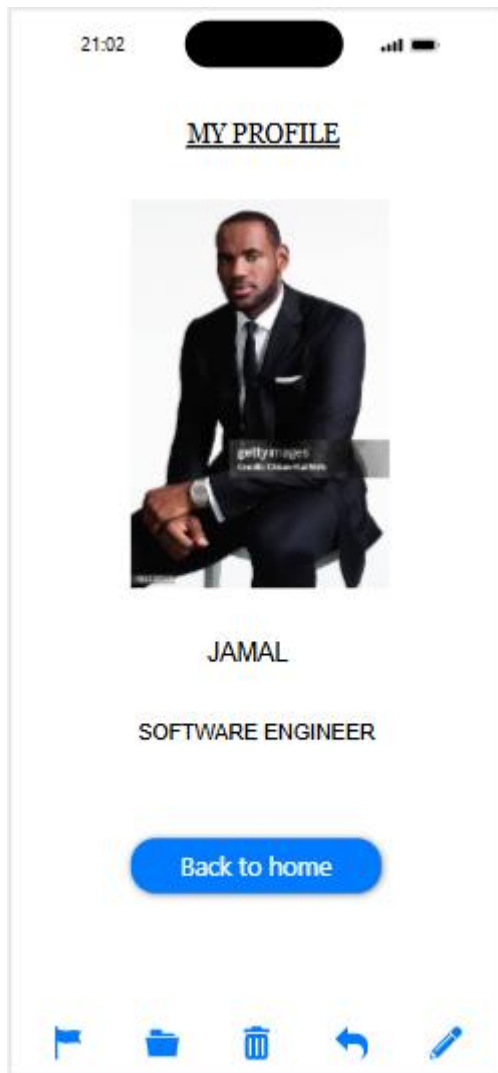 21:02
MY PROFILE
gettyimages
JAMAL
SOFTWARE ENGINEER
Back to home